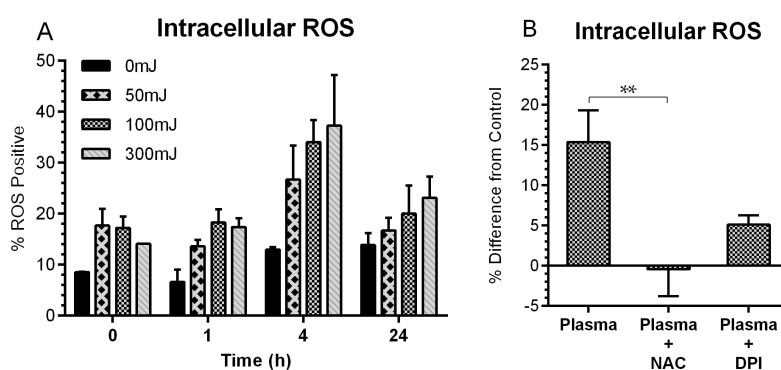 A
Intracellular ROS
50
40
30
20
10
0
% ROS Positive
0mJ
50mJ
100mJ
300mJ
0 1 4 24
Time (h)
B
Intracellular ROS
25
20
15
10
5
0
-5
% Difference from Control
**
Plasma Plasma Plasma
+ +
NAC DPI